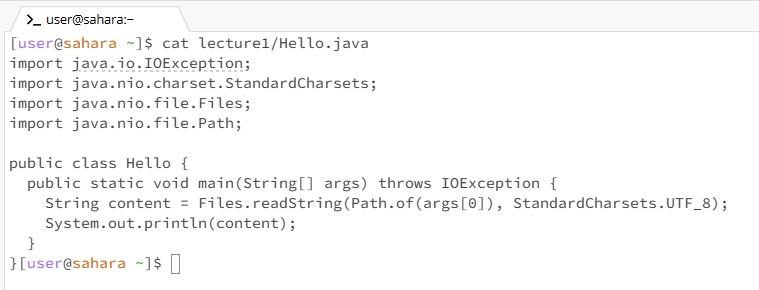 >_ user@sahara:~
[user@sahara ~]$ cat lecture1/Hello.java
import java.io.IOException;
import java.nio.charset.StandardCharsets;
import java.nio.file.Files;
import java.nio.file.Path;

public class Hello {
  public static void main(String[] args) throws IOException {
    String content = Files.readString(Path.of(args[0]), StandardCharsets.UTF_8);
    System.out.println(content);
  }
}[user@sahara ~]$